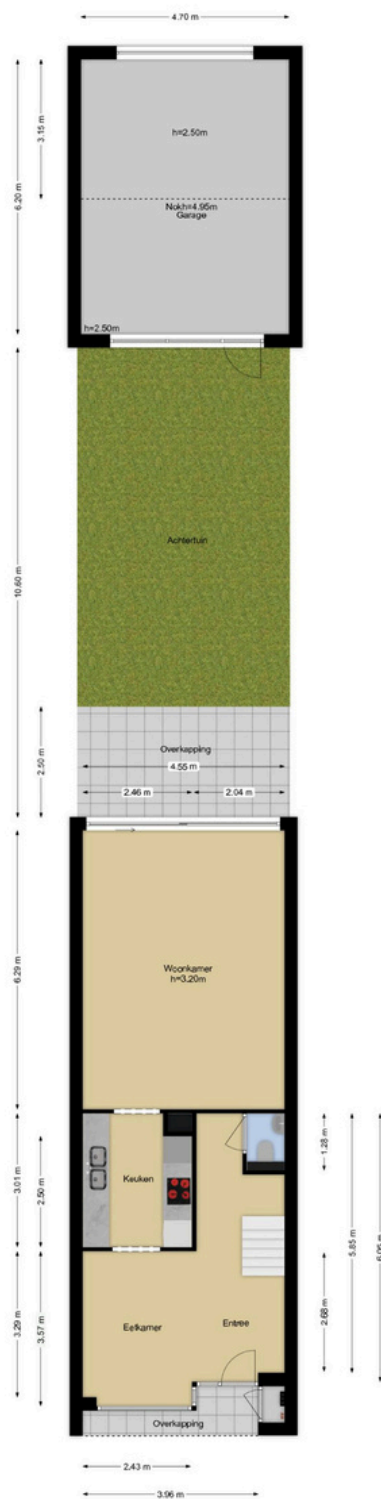 4.70 m
3.15 m
6.20 m
h=2.50m
Nokh=4.95m
Garage
h=2.50m
10.60 m
Achtertuin
2.50 m
Overkapping
4.55 m
2.46 m
2.04 m
6.29 m
Woonkamer
h=3.20m
3.01 m
2.50 m
Keuken
1.28 m
5.85 m
6.06 m
3.29 m
3.57 m
Eetkamer
Entree
2.68 m
Overkapping
2.43 m
3.96 m